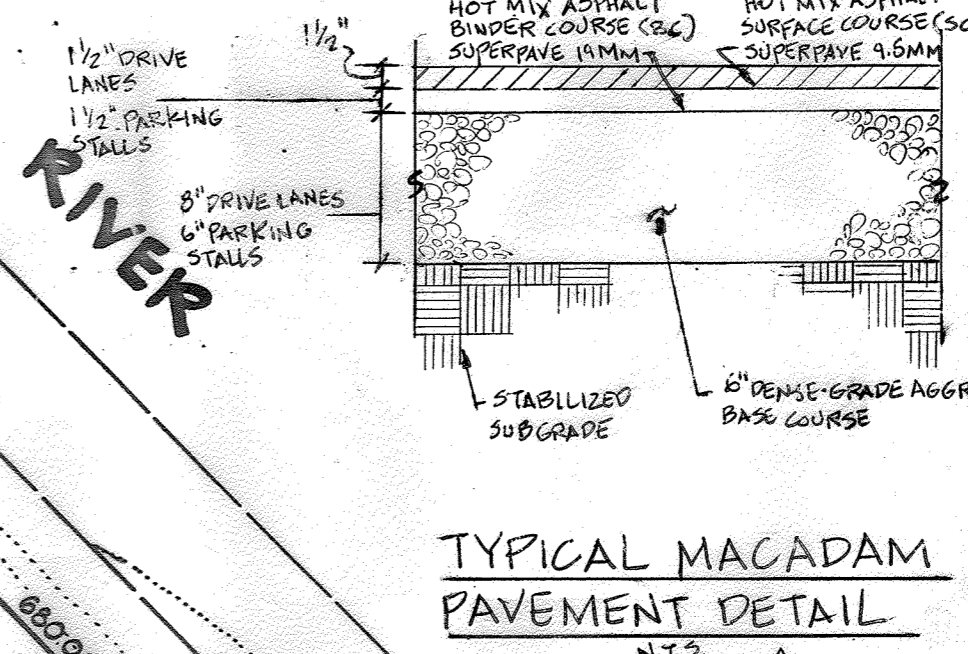 HOT MIX ASPHALT
BINDER COURSE (BC)
SUPERPAVE 19MM
HOT MIX ASPHALT
SURFACE COURSE (SC
SUPERPAVE 9.5MM
1½"
1½" DRIVE
LANES
1½" PARKING
STALLS
RIVER
8" DRIVE LANES
6" PARKING
STALLS
STABILIZED
SUBGRADE
6" DENSE-GRADE AGGR
BASE COURSE
TYPICAL MACADAM
PAVEMENT DETAIL
N.T.S.